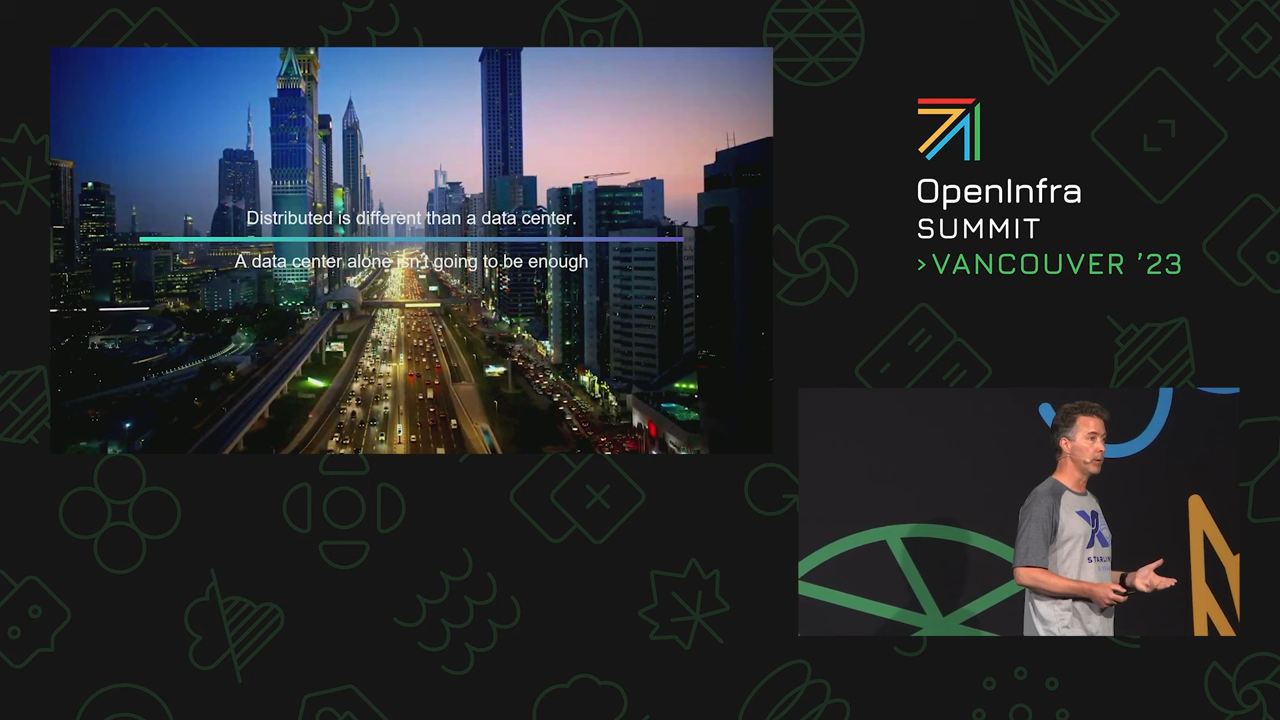 Distributed is different than a data center.
A data center alone isn't going to be enough
OpenInfra
SUMMIT
>VANCOUVER '23